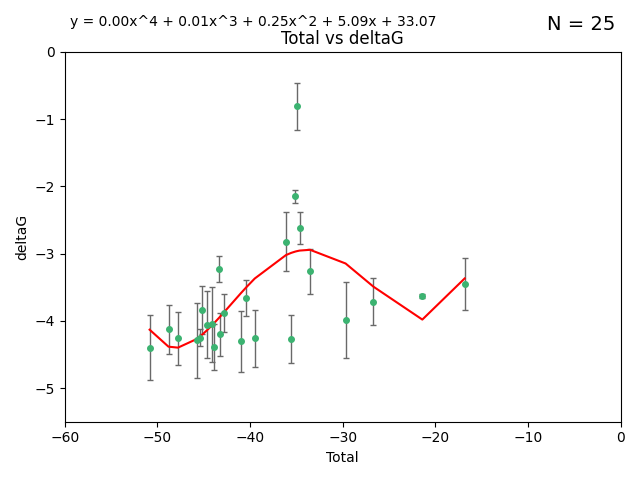 y = 0.00x^4 + 0.01x^3 + 0.25x^2 + 5.09x + 33.07
N = 25
Total vs deltaG
0
−1
−2
−3
−4
−5
deltaG
−60 −50 −40 −30 −20 −10 0
Total